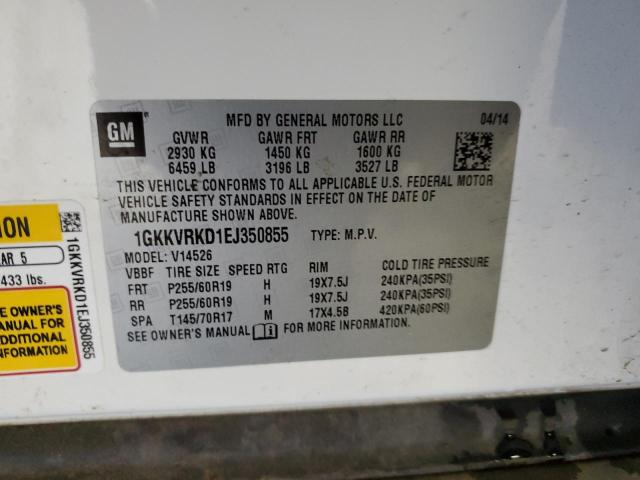 GM
MFD BY GENERAL MOTORS LLC 04/14
GVWR GAWR FRT GAWR RR
2930 KG 1450 KG 1600 KG
6459 LB 3196 LB 3527 LB
THIS VEHICLE CONFORMS TO ALL APPLICABLE U.S. FEDERAL MOTOR
VEHICLE SAFETY STANDARDS IN EFFECT ON THE DATE OF
MANUFACTURE SHOWN ABOVE.
1GKKVRKD1EJ350855 TYPE: M.P.V.
MODEL: V14526
VBBF TIRE SIZE SPEED RTG RIM COLD TIRE PRESSURE
FRT P255/60R19 H 19X7.5J 240KPA(35PSI)
RR P255/60R19 H 19X7.5J 240KPA(35PSI)
SPA T145/70R17 M 17X4.5B 420KPA(60PSI)
SEE OWNER'S MANUAL FOR MORE INFORMATION.
ION
AR 5
433 lbs.
E OWNER'S
ANUAL FOR
DDITIONAL
FORMATION
1GKKVRKD1EJ350855